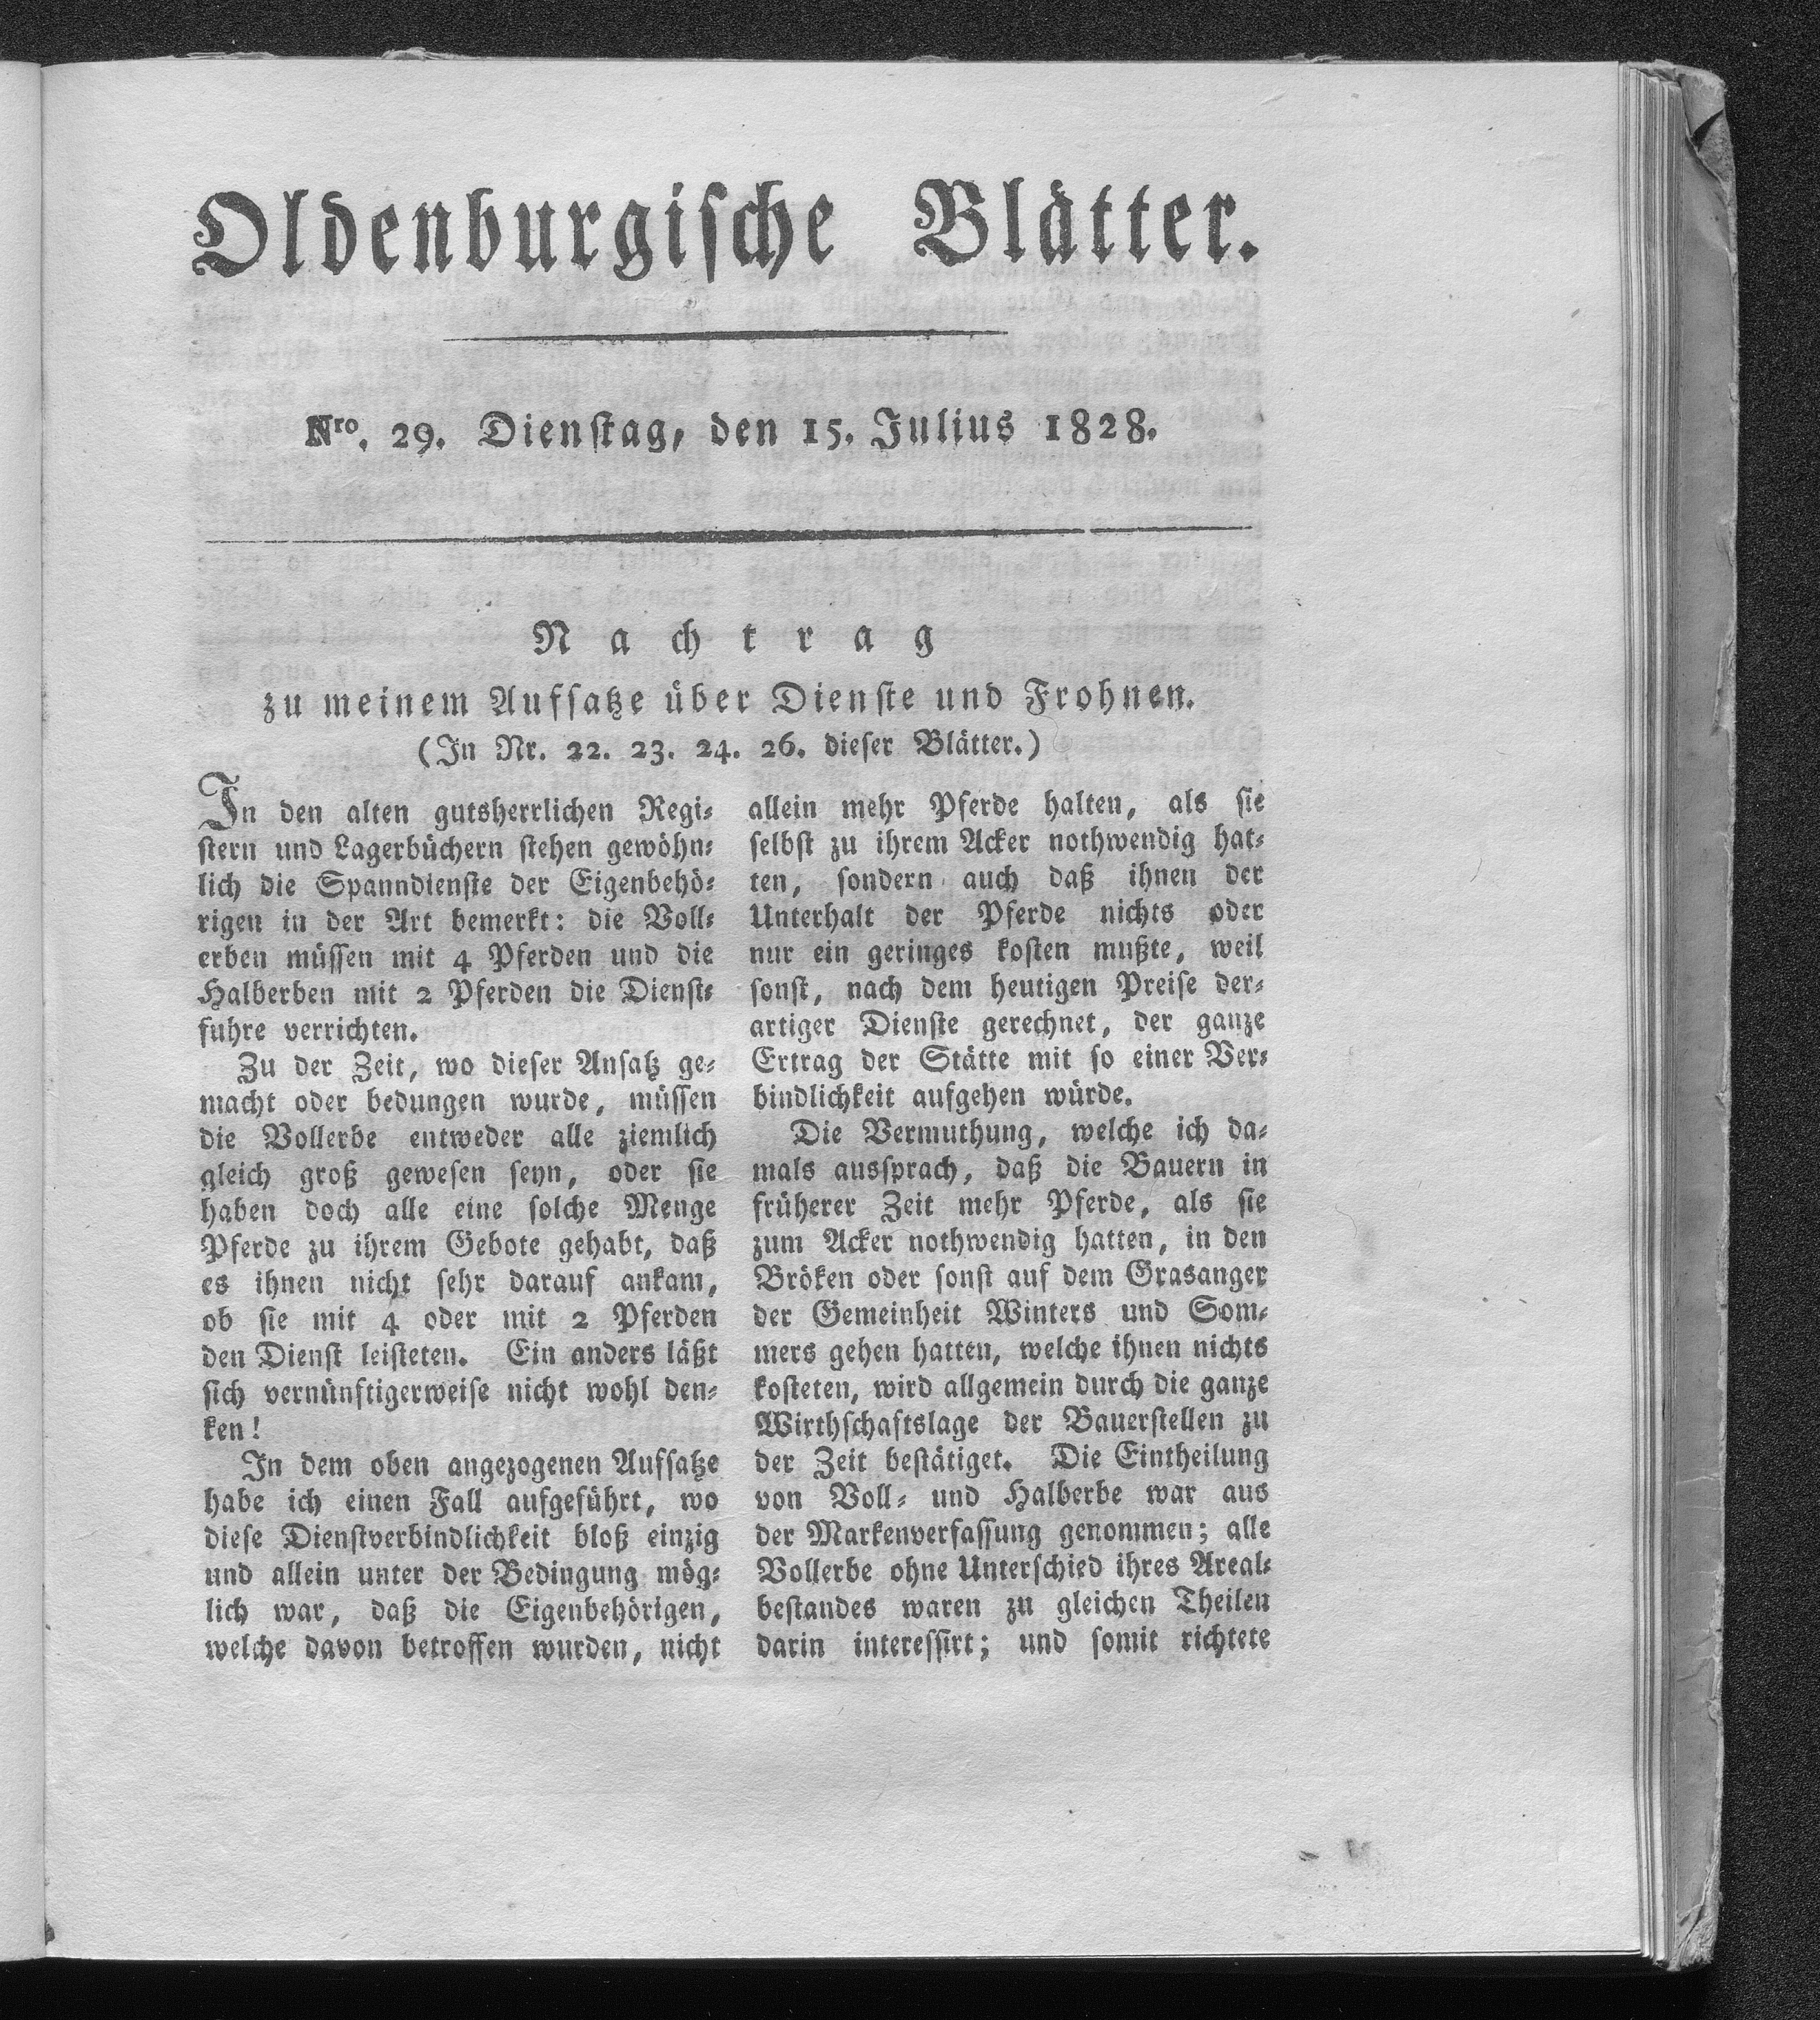 Oldenburgische Blätter.
Nro. 29. Dienstag, den 15. Julius 1828.
Nachtrag
zu meinem Aufsatze über Dienste und Frohnen.
(In Nr. 22. 23. 24. 26. dieser Blätter.)
In den alten gutsherrlichen Regi-
stern und Lagerbüchern stehen gewöhn-
lich die Spanndienste der Eigenbehö-
rigen in der Art bemerkt: die Voll-
erben müssen mit 4 Pferden und die
Halberben mit 2 Pferden die Dienst-
fuhre verrichten.
Zu der Zeit, wo dieser Ansatz ge-
macht oder bedungen wurde, müssen
die Vollerbe entweder alle ziemlich
gleich groß gewesen seyn, oder sie
haben doch alle eine solche Menge
Pferde zu ihrem Gebote gehabt, daß
es ihnen nicht sehr darauf ankam,
ob sie mit 4 oder mit 2 Pferden
den Dienst leisteten. Ein anders läßt
sich vernünftigerweise nicht wohl den-
ken!
In dem oben angezogenen Aufsatze
habe ich einen Fall aufgeführt, wo
diese Dienstverbindlichkeit bloß einzig
und allein unter der Bedingung mög-
lich war, daß die Eigenbehörigen,
welche davon betroffen wurden, nicht
allein mehr Pferde halten, als sie
selbst zu ihrem Acker nothwendig hat-
ten, sondern auch daß ihnen der
Unterhalt der Pferde nichts oder
nur ein geringes kosten mußte, weil
sonst, nach dem heutigen Preise der-
artiger Dienste gerechnet, der ganze
Ertrag der Stätte mit so einer Ver-
bindlichkeit aufgehen würde.
Die Vermuthung, welche ich da-
mals aussprach, daß die Bauern in
früherer Zeit mehr Pferde, als sie
zum Acker nothwendig hatten, in den
Bröken oder sonst auf dem Grasanger
der Gemeinheit Winters und Som-
mers gehen hatten, welche ihnen nichts
kosteten, wird allgemein durch die ganze
Wirthschaftslage der Bauerstellen zu
der Zeit bestätiget. Die Eintheilung
von Voll- und Halberbe war aus
der Markenverfassung genommen; alle
Vollerbe ohne Unterschied ihres Areal-
bestandes waren zu gleichen Theilen
darin interessirt; und somit richtete